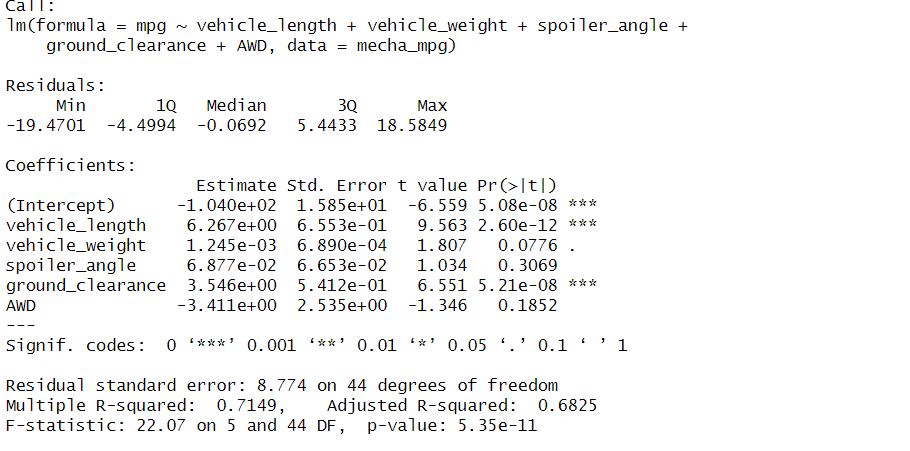 Call:
lm(formula = mpg ~ vehicle_length + vehicle_weight + spoiler_angle +
    ground_clearance + AWD, data = mecha_mpg)

Residuals:
     Min       1Q   Median       3Q      Max
-19.4701  -4.4994  -0.0692   5.4433  18.5849

Coefficients:
                   Estimate Std. Error t value Pr(>|t|)
(Intercept)      -1.040e+02  1.585e+01  -6.559 5.08e-08 ***
vehicle_length    6.267e+00  6.553e-01   9.563 2.60e-12 ***
vehicle_weight    1.245e-03  6.890e-04   1.807   0.0776 .
spoiler_angle     6.877e-02  6.653e-02   1.034   0.3069
ground_clearance  3.546e+00  5.412e-01   6.551 5.21e-08 ***
AWD              -3.411e+00  2.535e+00  -1.346   0.1852
---
Signif. codes:  0 ‘***’ 0.001 ‘**’ 0.01 ‘*’ 0.05 ‘.’ 0.1 ‘ ’ 1

Residual standard error: 8.774 on 44 degrees of freedom
Multiple R-squared:  0.7149,    Adjusted R-squared:  0.6825
F-statistic: 22.07 on 5 and 44 DF,  p-value: 5.35e-11